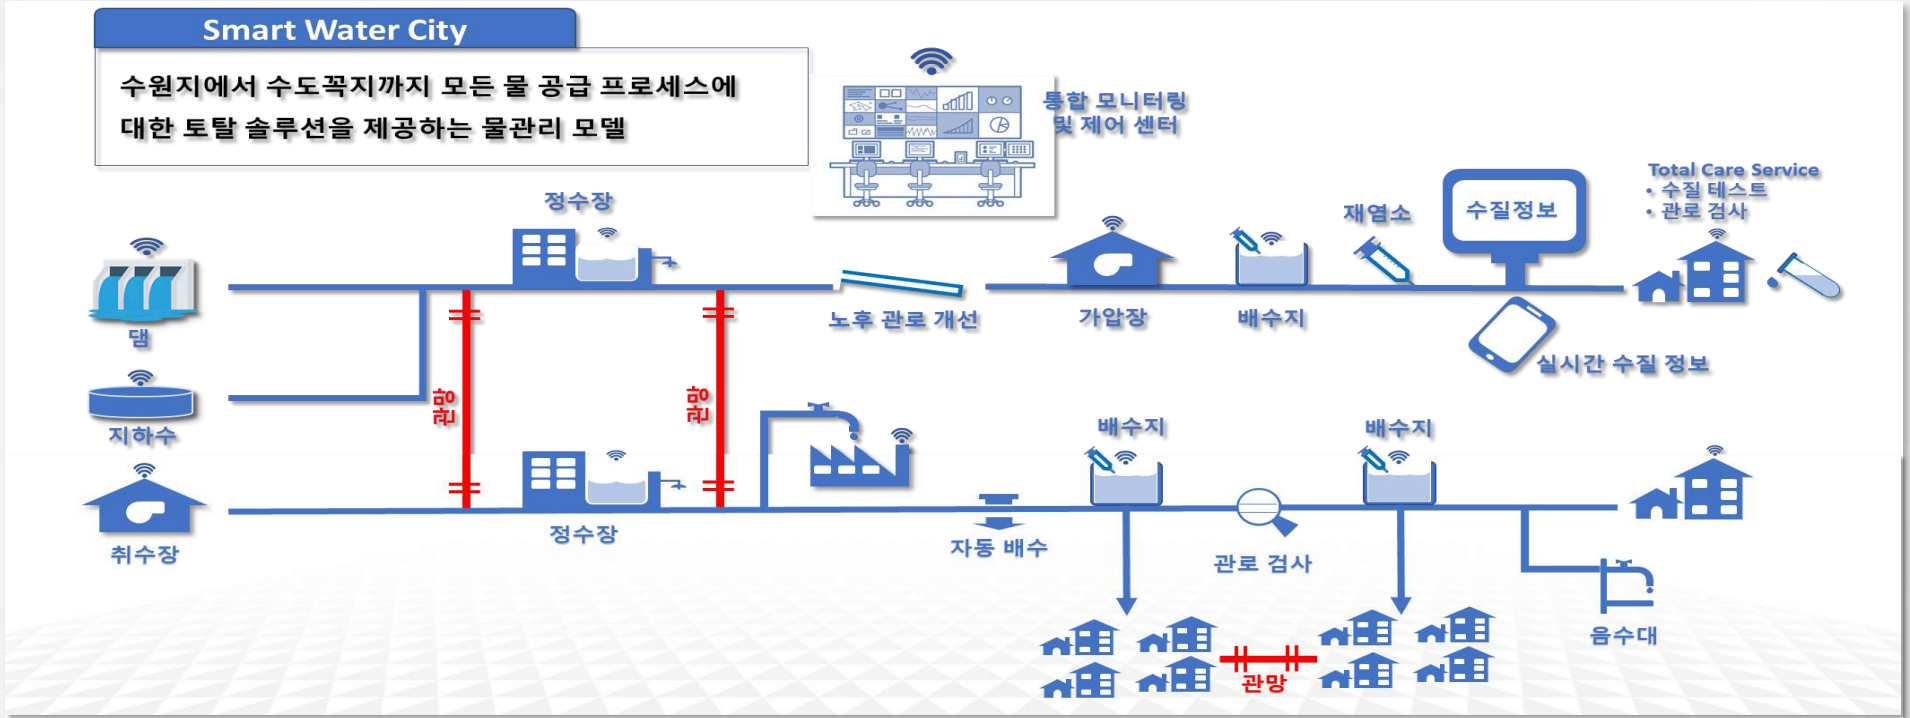 Smart Water City
수원지에서 수도꼭지까지 모든 물 공급 프로세스에
대한 토탈 솔루션을 제공하는 물관리 모델
통합 모니터링
및 제어 센터
정수장
재염소
수질정보
Total Care Service
• 수질 테스트
• 관로 검사
댐
노후 관로 개선
가압장
배수지
실시간 수질 정보
지하수
관망
관망
배수지
배수지
취수장
정수장
자동 배수
관로 검사
음수대
관망